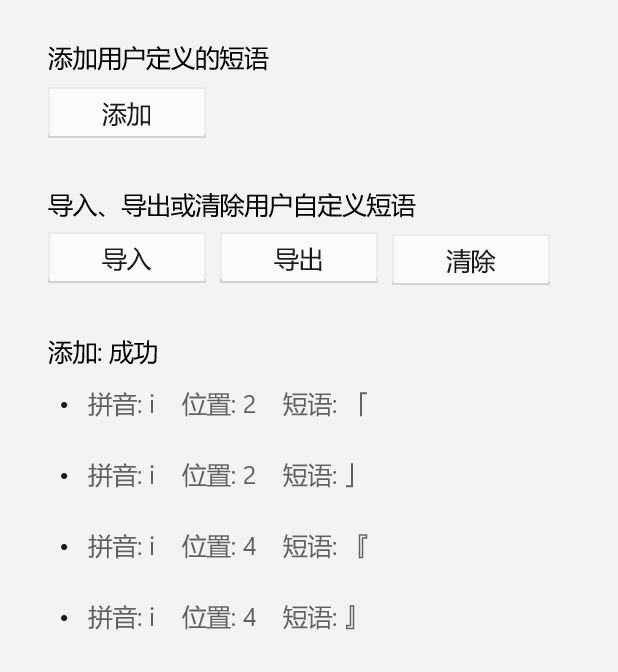 添加用户定义的短语
添加
导入、导出或清除用户自定义短语
导入 导出 清除
添加: 成功
• 拼音: i 位置: 2 短语: 「
• 拼音: i 位置: 2 短语: 」
• 拼音: i 位置: 4 短语: 『
• 拼音: i 位置: 4 短语: 』